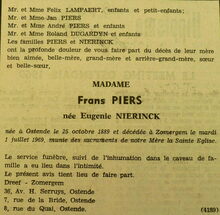 Mr. et Mme Felix LAMPAERT, enfants et petit-enfants;
Mr. et Mme Jan PIERS
Mr. et Mme André PIERS et enfants
Mr. et Mme Roland DUGARDYN et enfants
Les familles PIERS et NIERINCK
ont la profonde douleur de vous faire part du décès de leur mère
bien aimée, belle-mère, grand-mère et arrière-grand-mère, sœur
et belle-sœur,
MADAME
Frans PIERS
née Eugenie NIERINCK
née à Ostende le 25 octobre 1889 et décédée à Zomergem le mardi
1 juillet 1969, munie des sacrements de notre Mère la Sainte Eglise.
Le service funèbre, suivi de l'inhumation dans le caveau de famille
a eu lieu dans l'intimité.
Le présent avis tient lieu de faire part.
Dreef - Zomergem
36, Av. H. Serruys, Ostende
7, rue de la Bride, Ostende
8, rue du Quai, Ostende.
(4189)